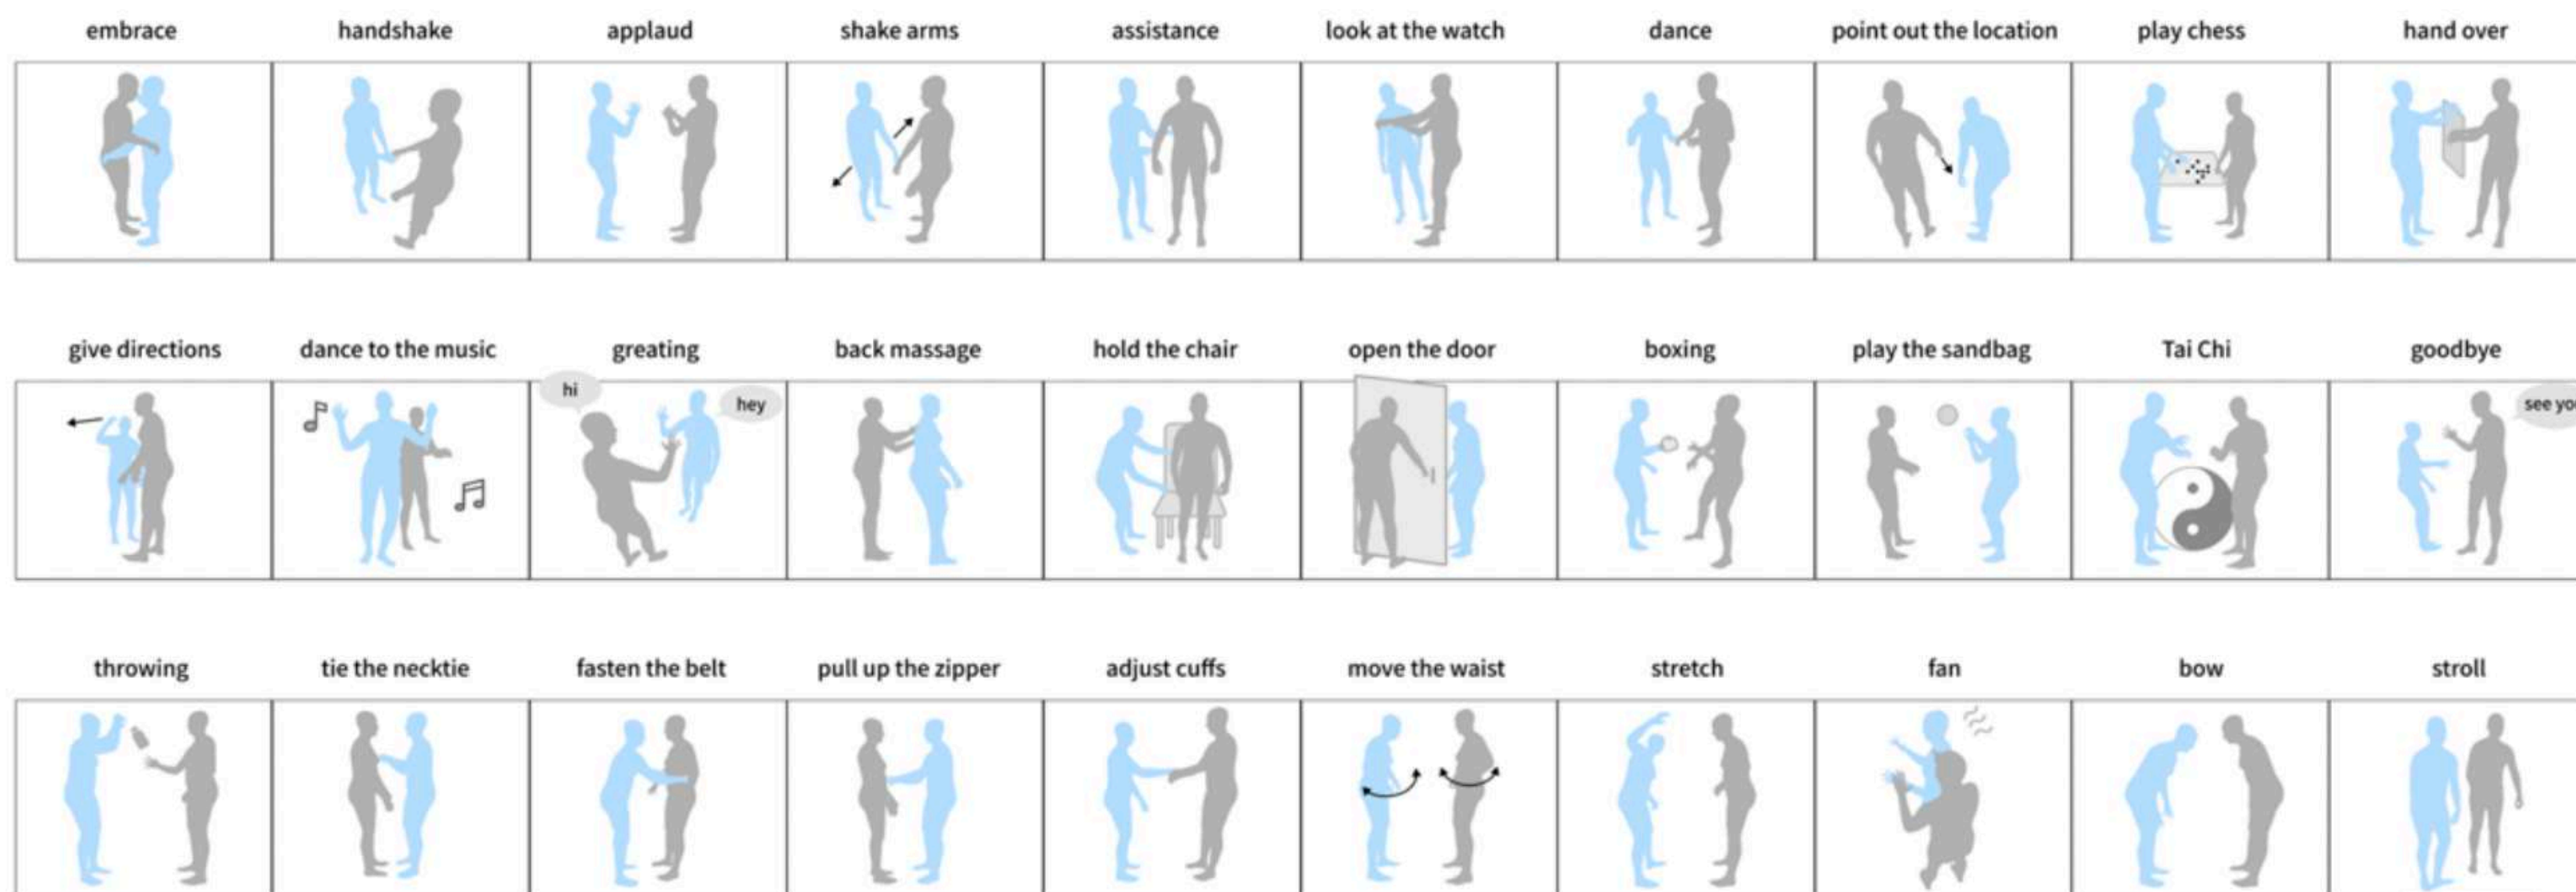 embrace handshake applaud shake arms assistance look at the watch dance point out the location play chess hand over
give directions dance to the music greating back massage hold the chair open the door boxing play the sandbag Tai Chi goodbye
hi
hey
see yo
throwing tie the necktie fasten the belt pull up the zipper adjust cuffs move the waist stretch fan bow stroll